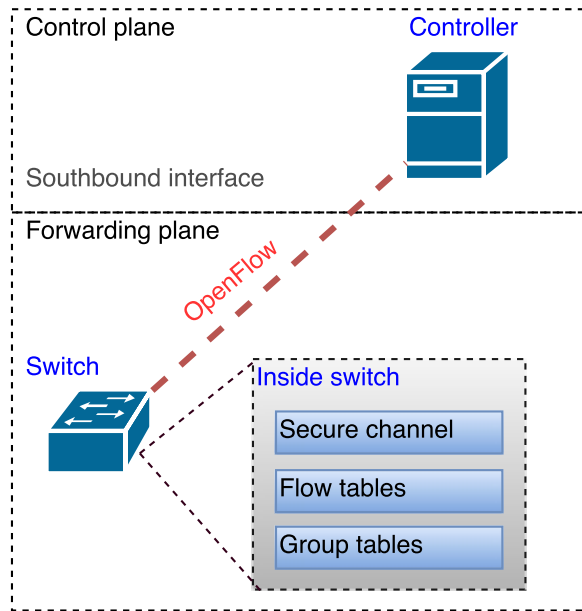 Control plane
Controller
Southbound interface
Forwarding plane
OpenFlow
Switch
Inside switch
Secure channel
Flow tables
Group tables